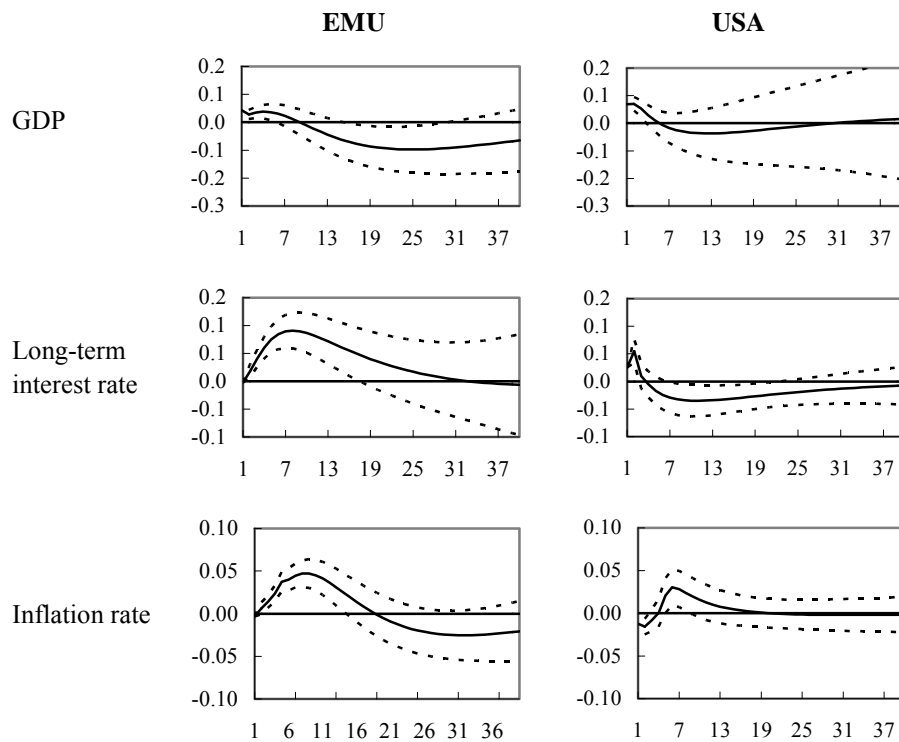 EMU USA
GDP
0.2 0.2
0.1 0.1
0.0 0.0
-0.1 -0.1
-0.2 -0.2
-0.3 -0.3
1 7 13 19 25 31 37 1 7 13 19 25 31 37
Long-term
interest rate
0.2 0.2
0.1 0.1
0.1 0.1
0.0 0.0
-0.1 -0.1
-0.1 -0.1
1 7 13 19 25 31 37 1 7 13 19 25 31 37
Inflation rate
0.10 0.10
0.05 0.05
0.00 0.00
-0.05 -0.05
-0.10 -0.10
1 6 11 16 21 26 31 36 1 7 13 19 25 31 37